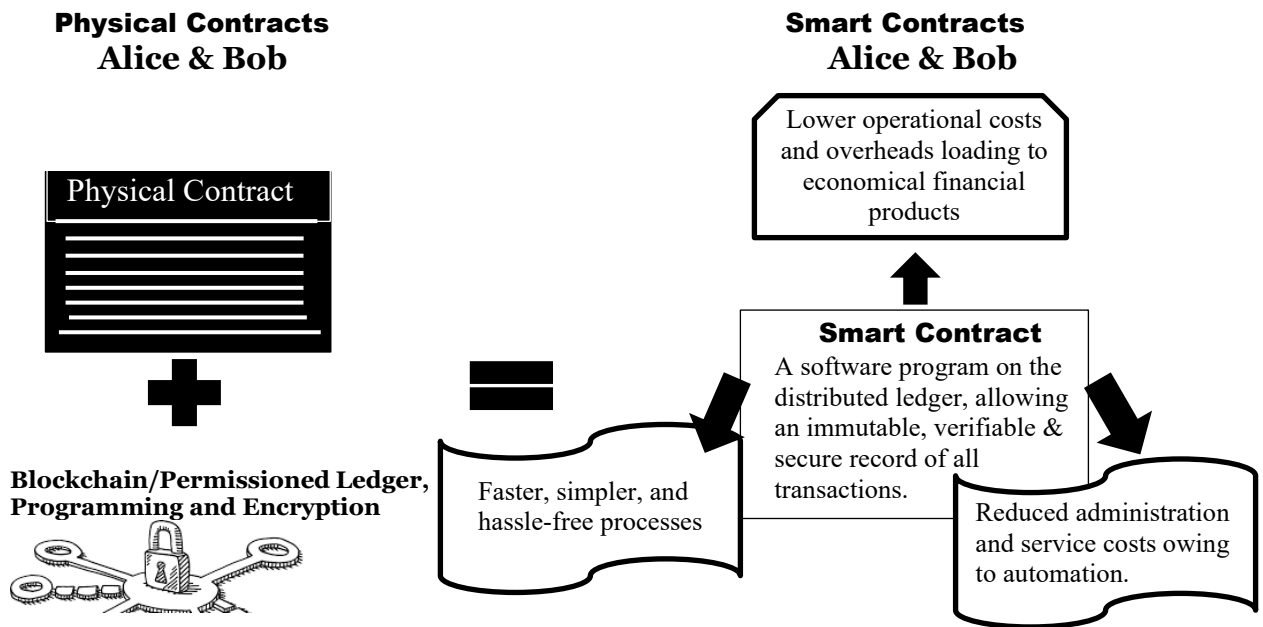 Physical Contracts
Alice & Bob
Physical Contract
Blockchain/Permissioned Ledger,
Programming and Encryption
Smart Contracts
Alice & Bob
Lower operational costs
and overheads loading to
economical financial
products
Smart Contract
A software program on the
distributed ledger, allowing
an immutable, verifiable &
secure record of all
transactions.
Faster, simpler, and
hassle-free processes
Reduced administration
and service costs owing
to automation.